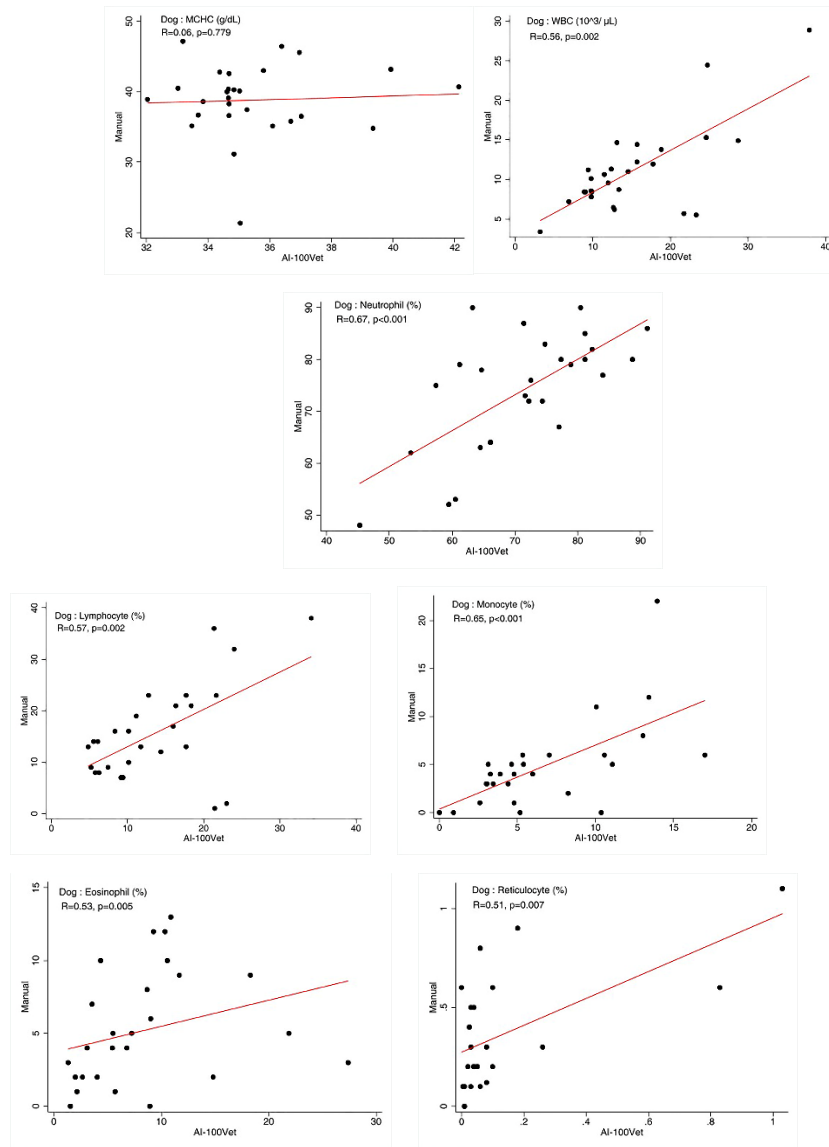 Dog : MCHC (g/dL)
R=0.06, p=0.779
50
40
30
20
Manual
32 34 36 38 40 42
AI-100Vet
Dog : WBC (10^3/ µL)
R=0.56, p=0.002
30
25
20
15
10
5
Manual
0 10 20 30 40
AI-100Vet
Dog : Neutrophil (%)
R=0.67, p<0.001
90
80
70
60
50
Manual
40 50 60 70 80 90
AI-100Vet
Dog : Lymphocyte (%)
R=0.57, p=0.002
40
30
20
10
0
Manual
0 10 20 30 40
AI-100Vet
Dog : Monocyte (%)
R=0.65, p<0.001
20
15
10
5
0
Manual
0 5 10 15 20
AI-100Vet
Dog : Eosinophil (%)
R=0.53, p=0.005
15
10
5
0
Manual
0 10 20 30
AI-100Vet
Dog : Reticulocyte (%)
R=0.51, p=0.007
1
.5
0
Manual
0 .2 .4 .6 .8 1
AI-100Vet